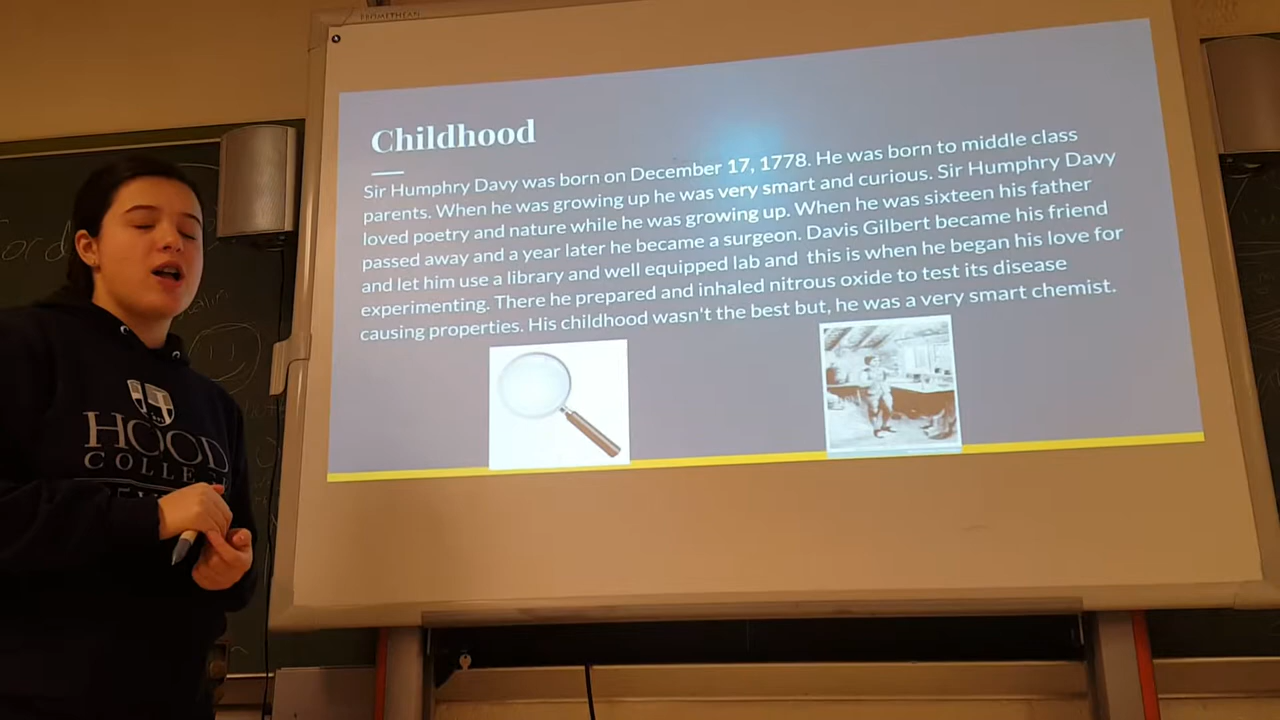 PROMETHEAN
Childhood
Sir Humphry Davy was born on December 17, 1778. He was born to middle class
parents. When he was growing up he was very smart and curious. Sir Humphry Davy
loved poetry and nature while he was growing up. When he was sixteen his father
passed away and a year later he became a surgeon. Davis Gilbert became his friend
and let him use a library and well equipped lab and this is when he began his love for
experimenting. There he prepared and inhaled nitrous oxide to test its disease
causing properties. His childhood wasn't the best but, he was a very smart chemist.
HOOD
COLLEGE